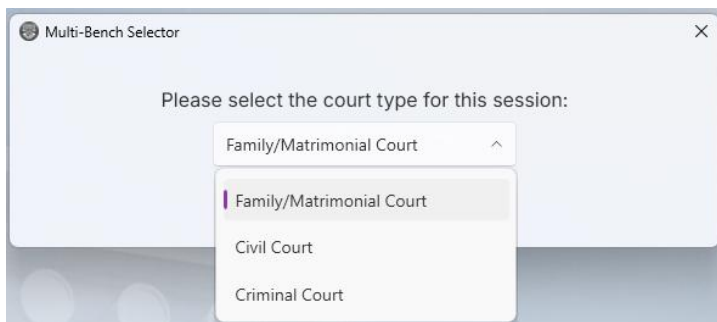 Multi-Bench Selector
Please select the court type for this session:
Family/Matrimonial Court
Family/Matrimonial Court
Civil Court
Criminal Court